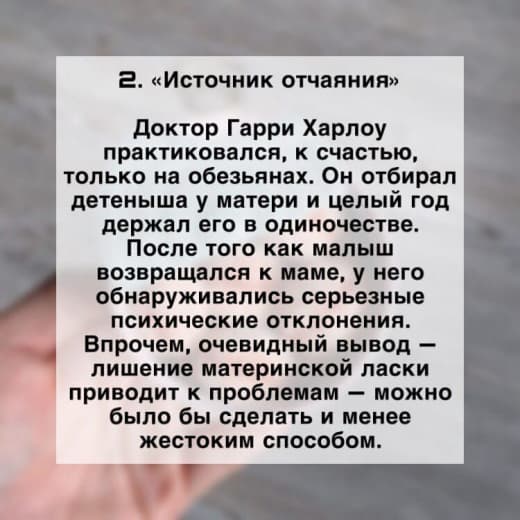 2. «Источник отчаяния»
Доктор Гарри Харлоу
практиковался, к счастью,
только на обезьянах. Он отбирал
детеныша у матери и целый год
держал его в одиночестве.
После того как малыш
возвращался к маме, у него
обнаруживались серьезные
психические отклонения.
Впрочем, очевидный вывод —
лишение материнской ласки
приводит к проблемам — можно
было бы сделать и менее
жестоким способом.